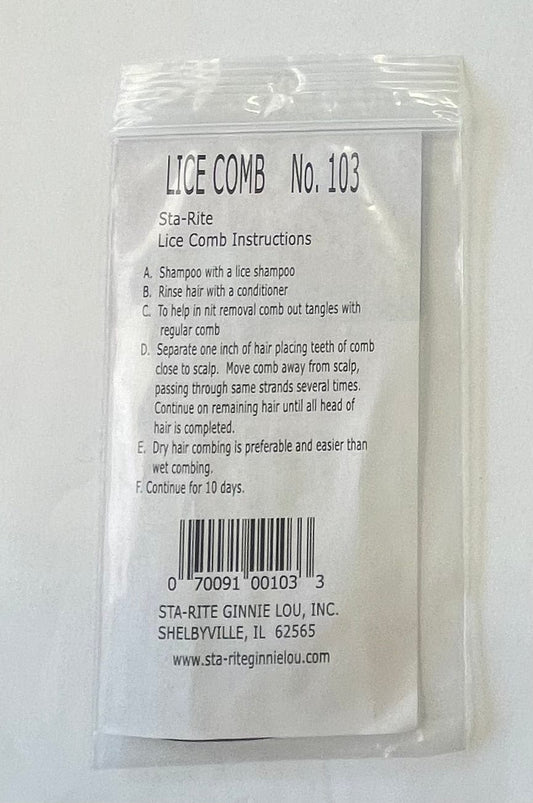 LICE COMB No. 103
Sta-Rite
Lice Comb Instructions
A. Shampoo with a lice shampoo
B. Rinse hair with a conditioner
C. To help in nit removal comb out tangles with
regular comb
D. Separate one inch of hair placing teeth of comb
close to scalp. Move comb away from scalp,
passing through same strands several times.
Continue on remaining hair until all head of
hair is completed.
E. Dry hair combing is preferable and easier than
wet combing.
F. Continue for 10 days.
0 70091 00103 3
STA-RITE GINNIE LOU, INC.
SHELBYVILLE, IL 62565
www.sta-riteginnielou.com